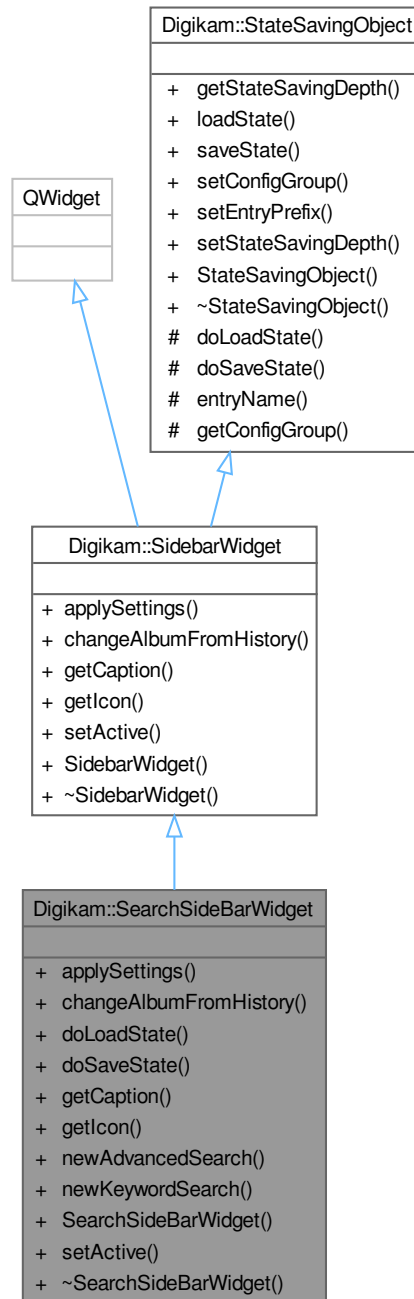 Digikam::StateSavingObject
+ getStateSavingDepth()
+ loadState()
+ saveState()
+ setConfigGroup()
+ setEntryPrefix()
+ setStateSavingDepth()
+ StateSavingObject()
+ ~StateSavingObject()
# doLoadState()
# doSaveState()
# entryName()
# getConfigGroup()
QWidget
Digikam::SidebarWidget
+ applySettings()
+ changeAlbumFromHistory()
+ getCaption()
+ getIcon()
+ setActive()
+ SidebarWidget()
+ ~SidebarWidget()
Digikam::SearchSideBarWidget
+ applySettings()
+ changeAlbumFromHistory()
+ doLoadState()
+ doSaveState()
+ getCaption()
+ getIcon()
+ newAdvancedSearch()
+ newKeywordSearch()
+ SearchSideBarWidget()
+ setActive()
+ ~SearchSideBarWidget()